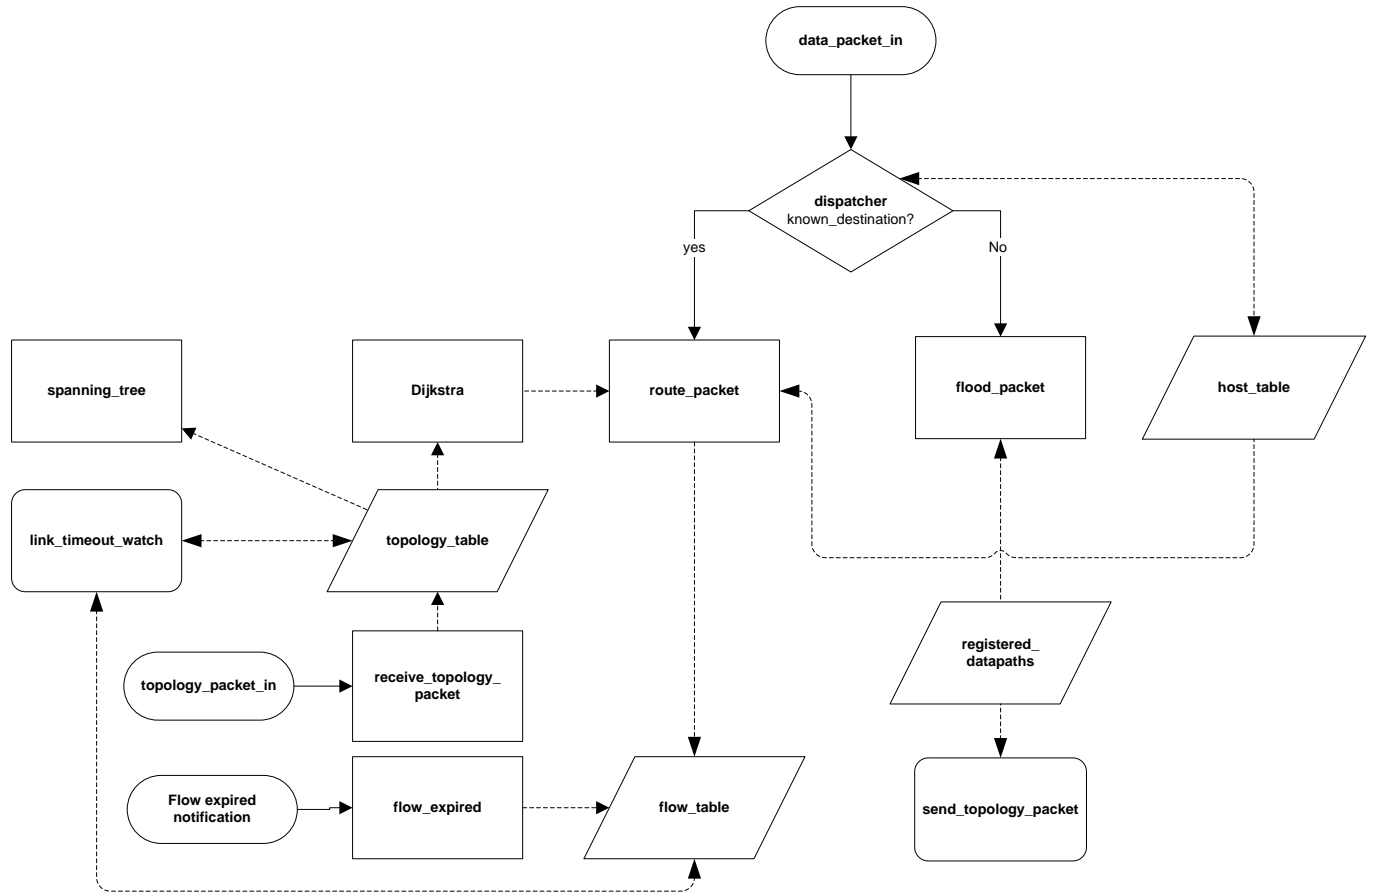 data_packet_in
dispatcher
known_destination?
yes
No
spanning_tree
Dijkstra
route_packet
flood_packet
host_table
link_timeout_watch
topology_table
registered_
datapaths
topology_packet_in
receive_topology_
packet
Flow expired
notification
flow_expired
flow_table
send_topology_packet